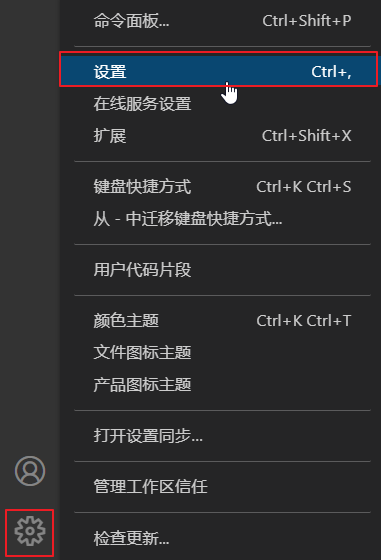 命令面板... Ctrl+Shift+P
设置 Ctrl+,
在线服务设置
扩展 Ctrl+Shift+X
键盘快捷方式 Ctrl+K Ctrl+S
从 - 中迁移键盘快捷方式...
用户代码片段
颜色主题 Ctrl+K Ctrl+T
文件图标主题
产品图标主题
打开设置同步...
管理工作区信任
检查更新...